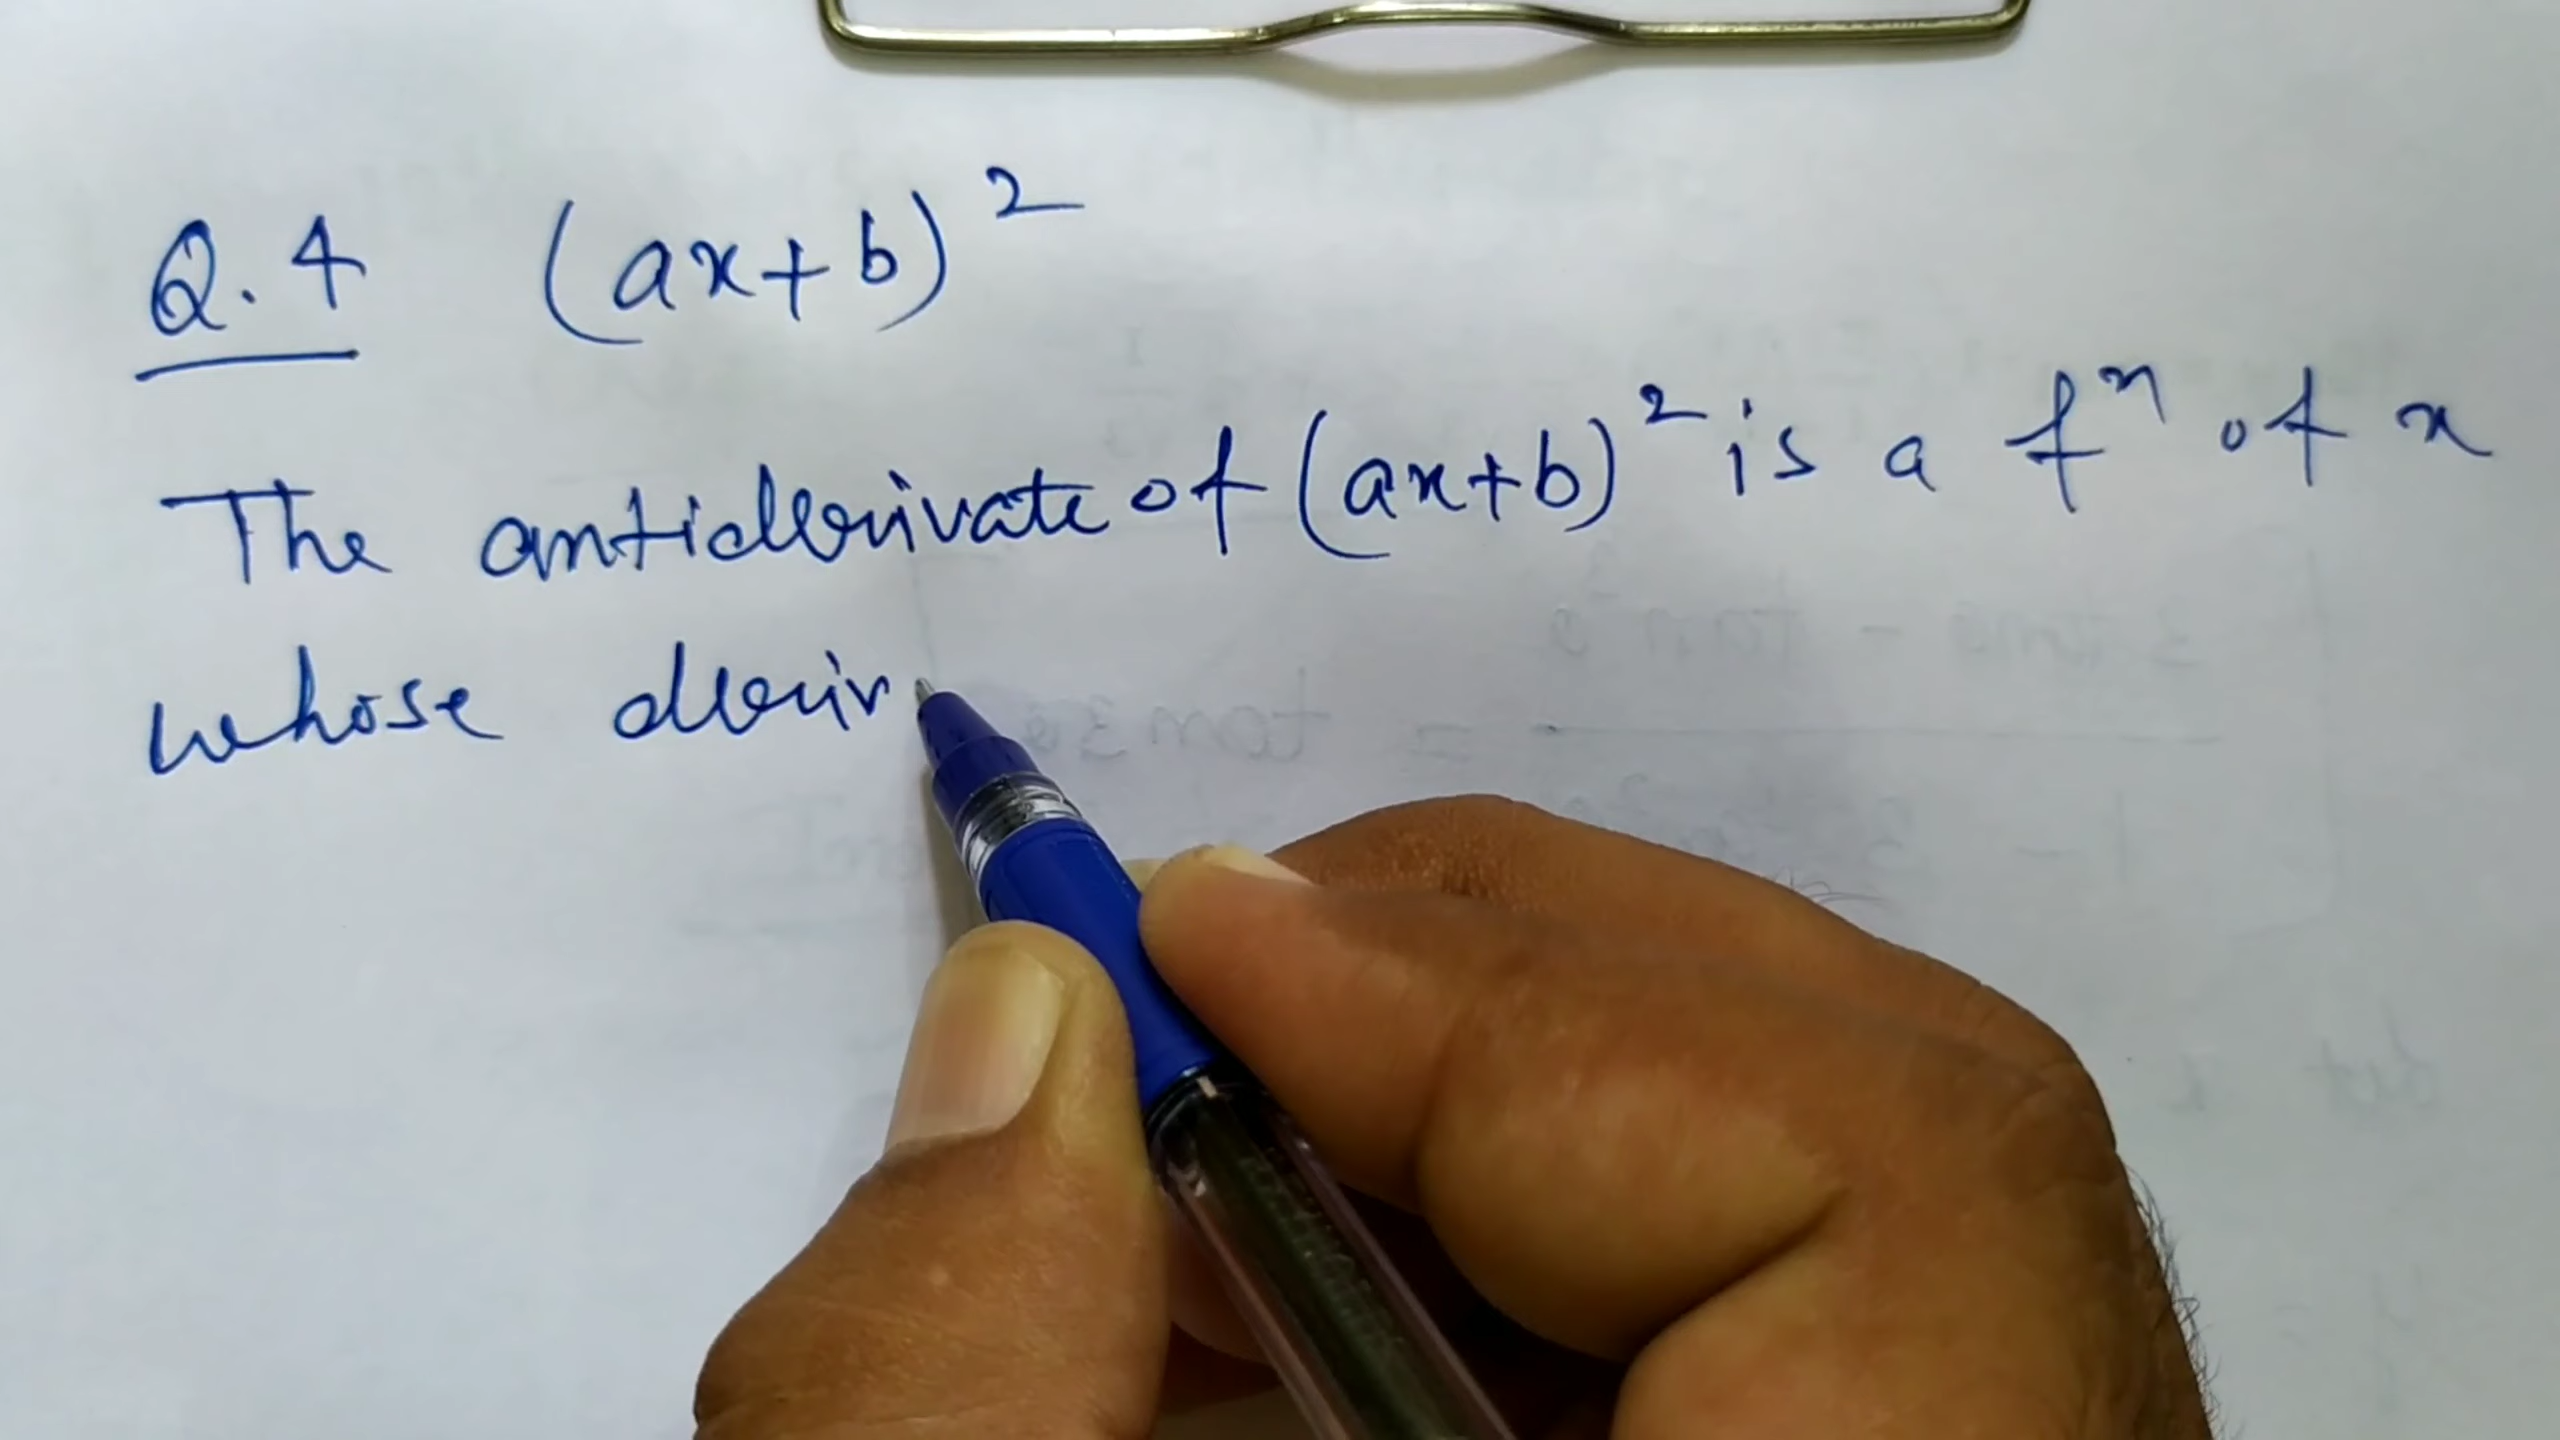 Q.4 (ax+b)²
The antiderivate of (ax+b)² is a fⁿ of x
whose deriv